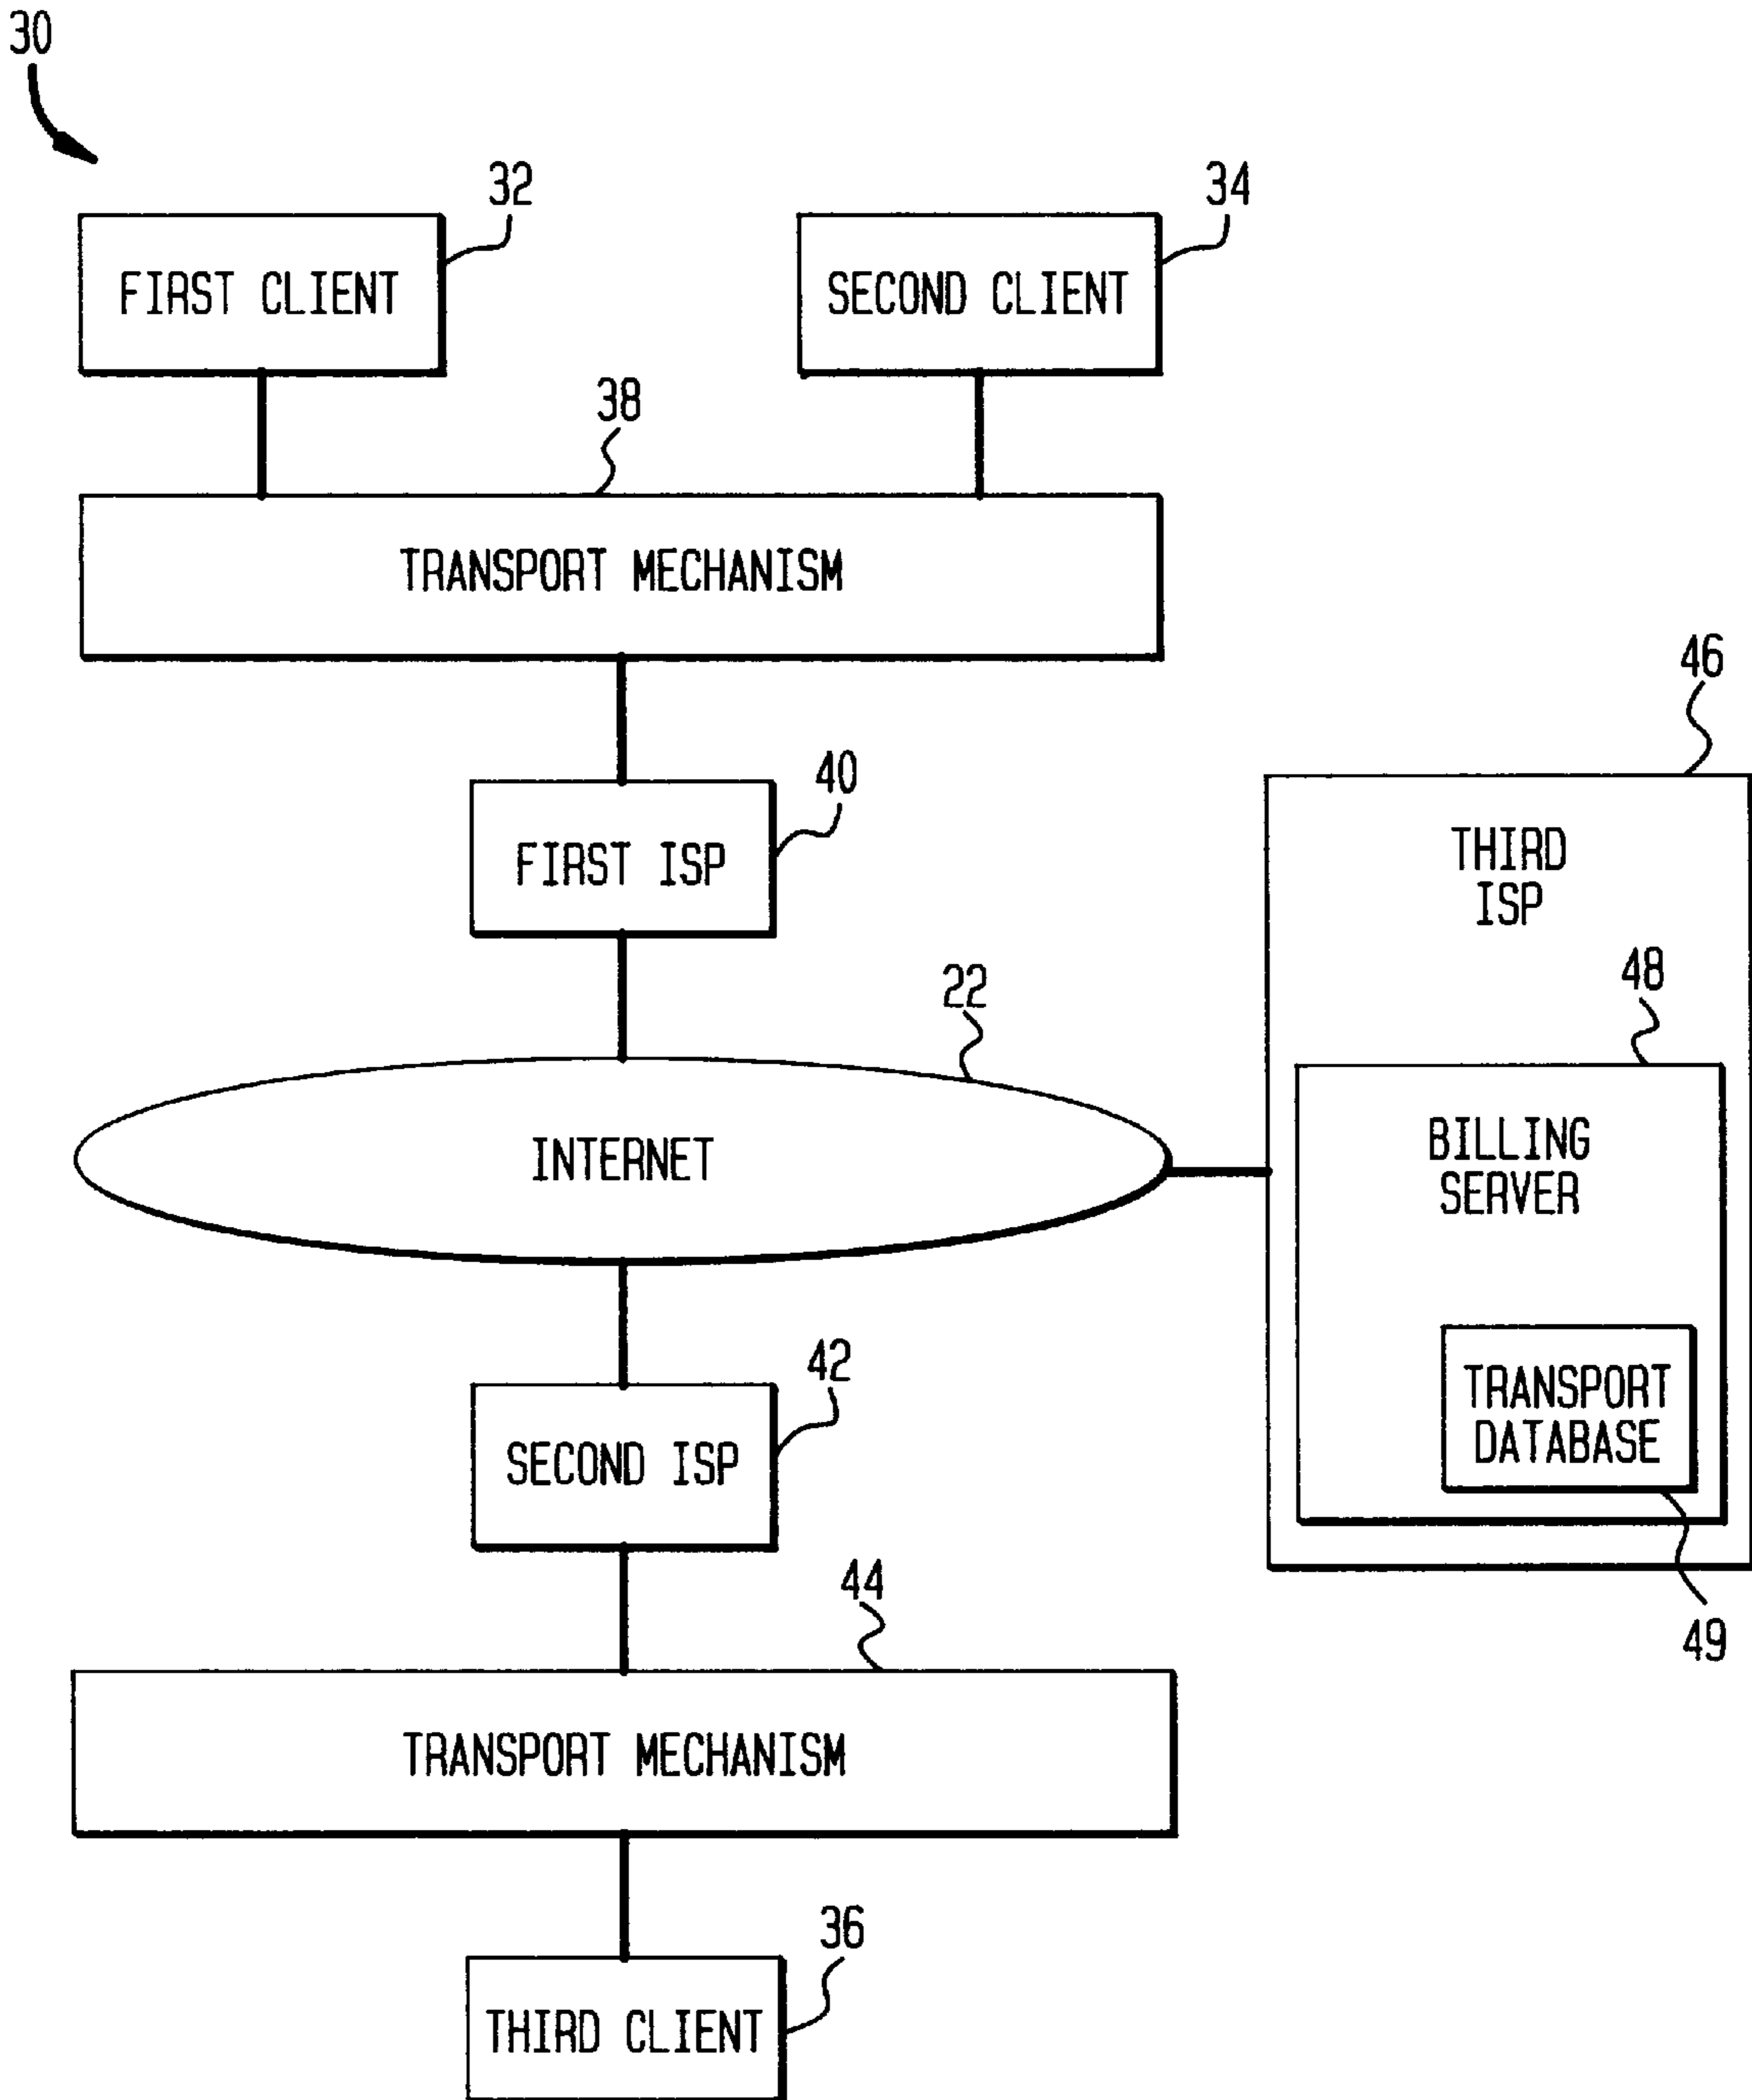 30
32
34
FIRST CLIENT
SECOND CLIENT
38
TRANSPORT MECHANISM
46
40
FIRST ISP
THIRD
ISP
22
48
INTERNET
BILLING
SERVER
42
SECOND ISP
TRANSPORT
DATABASE
44
49
TRANSPORT MECHANISM
36
THIRD CLIENT